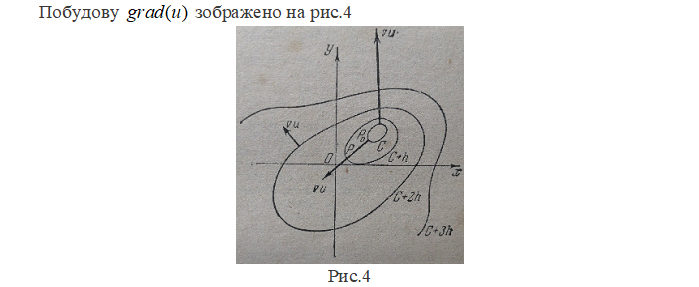 Побудову grad(u) зображено на рис.4
∇u
y
∇u
P₀
C
P
O
C+h
x
∇u
C+2h
C+3h
Рис.4